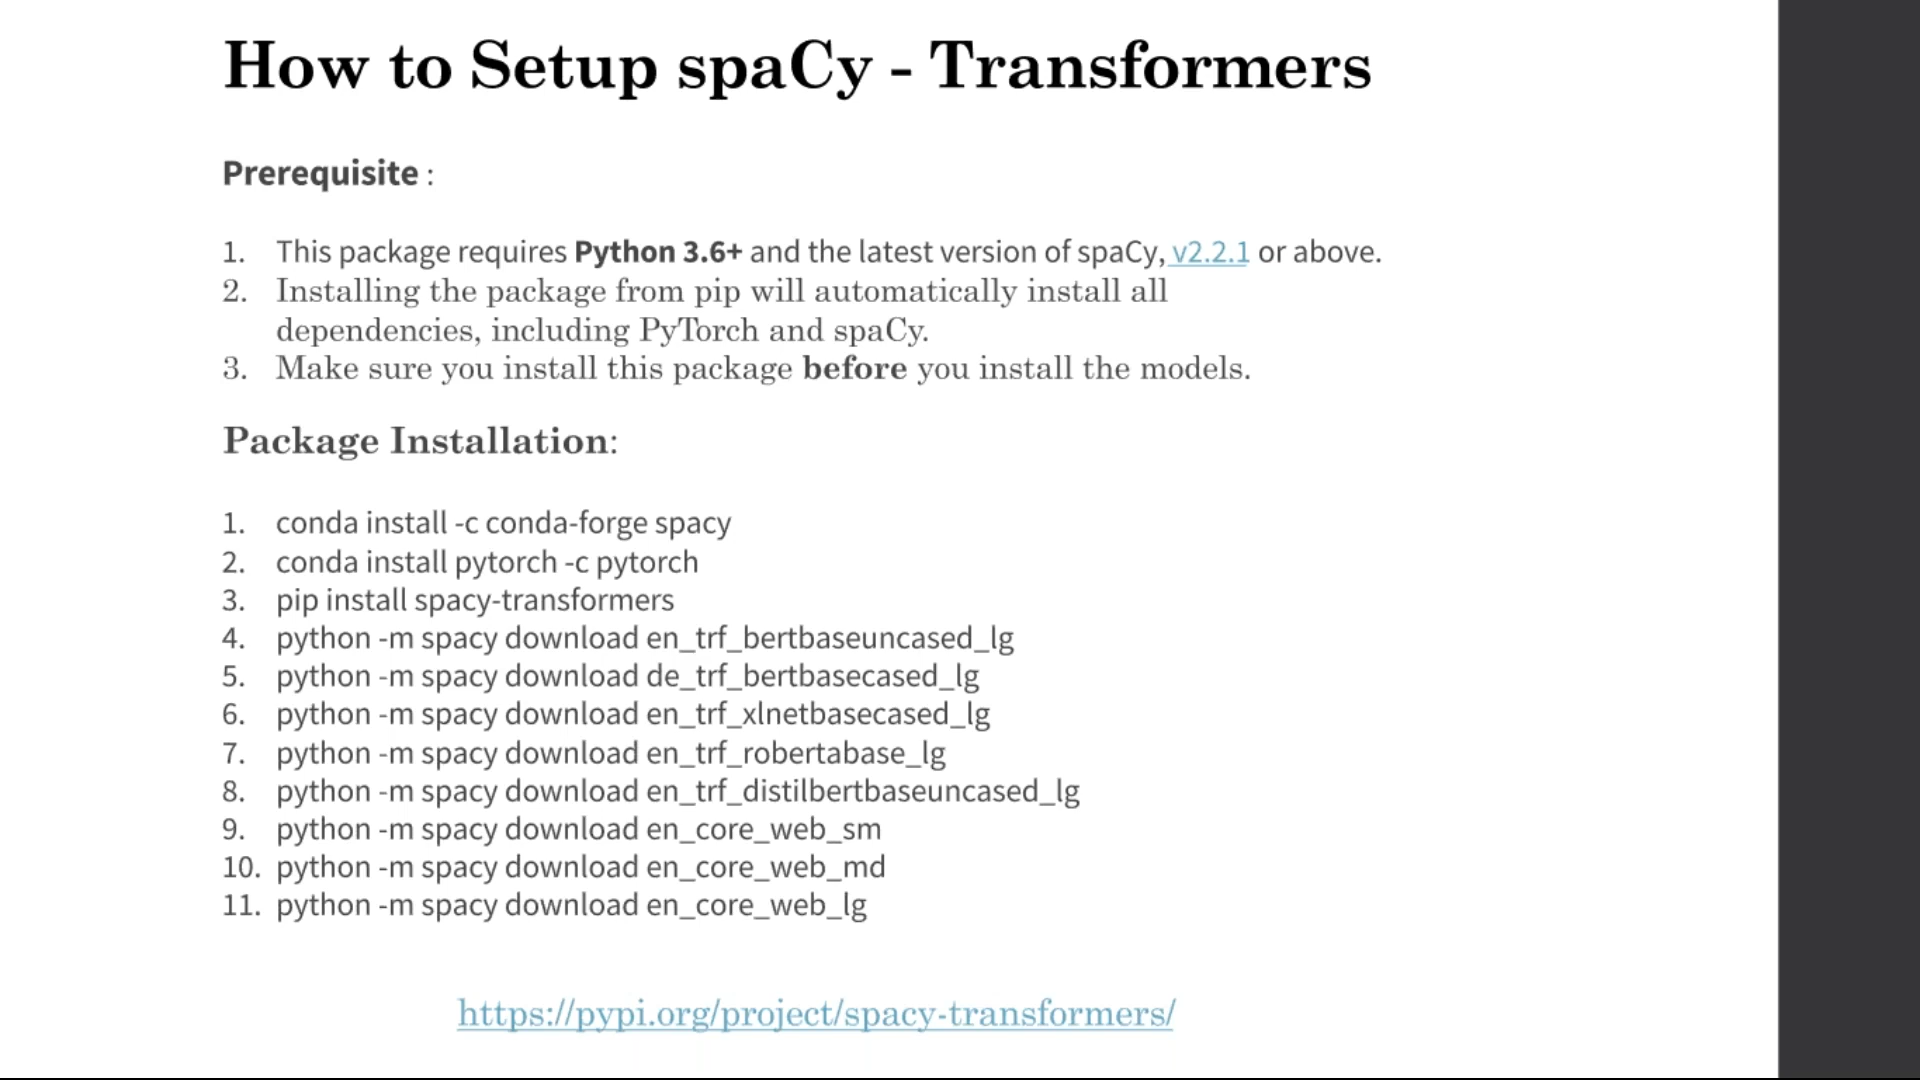 How to Setup spaCy - Transformers
Prerequisite :
1. This package requires Python 3.6+ and the latest version of spaCy, v2.2.1 or above.
2. Installing the package from pip will automatically install all
dependencies, including PyTorch and spaCy.
3. Make sure you install this package before you install the models.
Package Installation:
1. conda install -c conda-forge spacy
2. conda install pytorch -c pytorch
3. pip install spacy-transformers
4. python -m spacy download en_trf_bertbaseuncased_lg
5. python -m spacy download de_trf_bertbasecased_lg
6. python -m spacy download en_trf_xlnetbasecased_lg
7. python -m spacy download en_trf_robertabase_lg
8. python -m spacy download en_trf_distilbertbaseuncased_lg
9. python -m spacy download en_core_web_sm
10. python -m spacy download en_core_web_md
11. python -m spacy download en_core_web_lg
https://pypi.org/project/spacy-transformers/